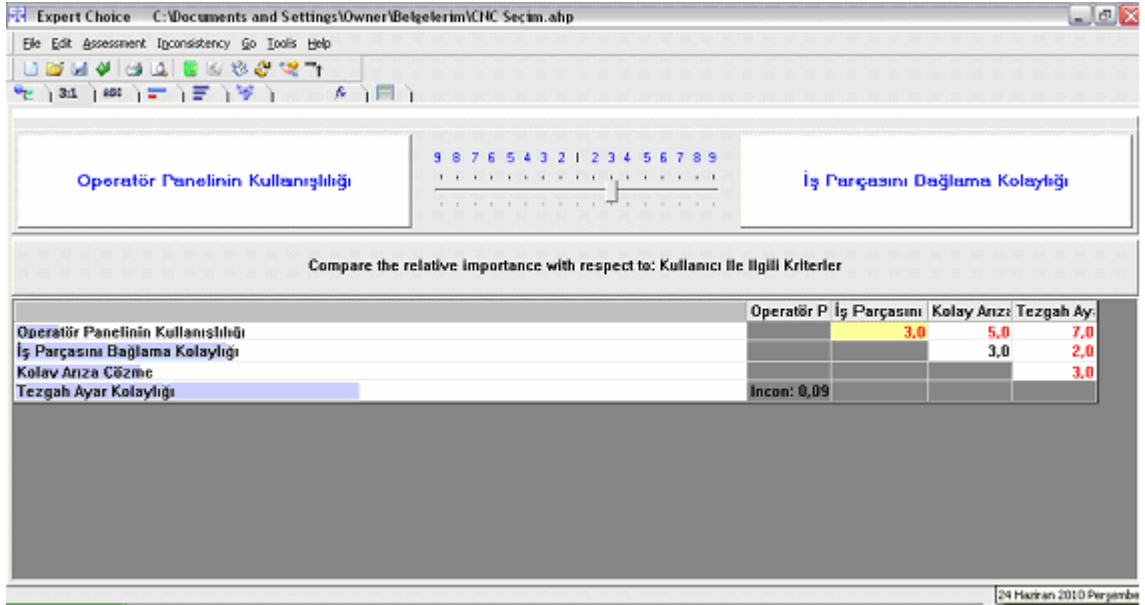 Expert Choice C:\Documents and Settings\Owner\Belgelerim\CNC Seçim.ahp
File Edit Assessment Inconsistency Go Tools Help
3:1 ABC
9 8 7 6 5 4 3 2 1 2 3 4 5 6 7 8 9
Operatör Panelinin Kullanışlılığı İş Parçasını Bağlama Kolaylığı
Compare the relative importance with respect to: Kullanıcı İle İlgili Kriterler
Operatör P İş Parçasını Kolay Arıza Tezgah Ay
Operatör Panelinin Kullanışlılığı 3,0 5,0 7,0
İş Parçasını Bağlama Kolaylığı 3,0 2,0
Kolay Arıza Çözme 3,0
Tezgah Ayar Kolaylığı Incon: 0,09
24 Haziran 2010 Perşembe